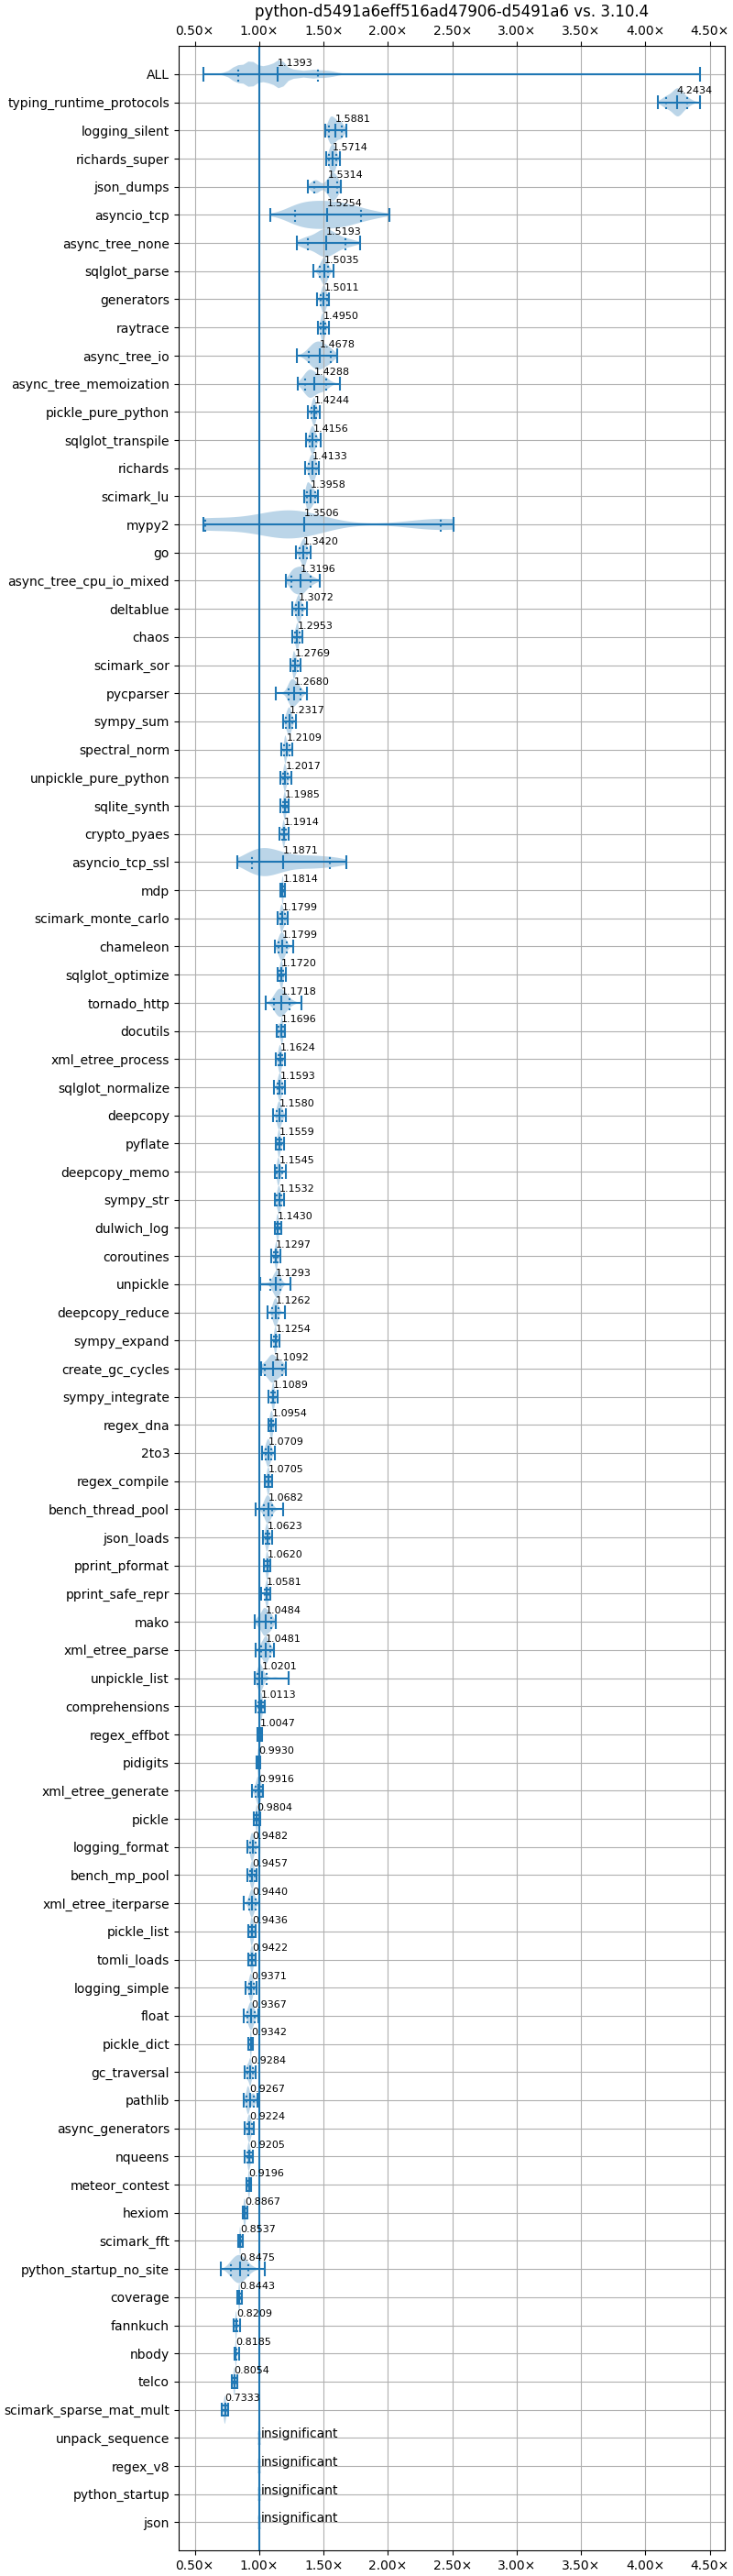 python-d5491a6eff516ad47906-d5491a6 vs. 3.10.4
0.50× 1.00× 1.50× 2.00× 2.50× 3.00× 3.50× 4.00× 4.50×
ALL 1.1393
typing_runtime_protocols 4.2434
logging_silent 1.5881
richards_super 1.5714
json_dumps 1.5314
asyncio_tcp 1.5254
async_tree_none 1.5193
sqlglot_parse 1.5035
generators 1.5011
raytrace 1.4950
async_tree_io 1.4678
async_tree_memoization 1.4288
pickle_pure_python 1.4244
sqlglot_transpile 1.4156
richards 1.4133
scimark_lu 1.3958
mypy2 1.3506
go 1.3420
async_tree_cpu_io_mixed 1.3196
deltablue 1.3072
chaos 1.2953
scimark_sor 1.2769
pycparser 1.2680
sympy_sum 1.2317
spectral_norm 1.2109
unpickle_pure_python 1.2017
sqlite_synth 1.1985
crypto_pyaes 1.1914
asyncio_tcp_ssl 1.1871
mdp 1.1814
scimark_monte_carlo 1.1799
chameleon 1.1799
sqlglot_optimize 1.1720
tornado_http 1.1718
docutils 1.1696
xml_etree_process 1.1624
sqlglot_normalize 1.1593
deepcopy 1.1580
pyflate 1.1559
deepcopy_memo 1.1545
sympy_str 1.1532
dulwich_log 1.1430
coroutines 1.1297
unpickle 1.1293
deepcopy_reduce 1.1262
sympy_expand 1.1254
create_gc_cycles 1.1092
sympy_integrate 1.1089
regex_dna 1.0954
2to3 1.0709
regex_compile 1.0705
bench_thread_pool 1.0682
json_loads 1.0623
pprint_pformat 1.0620
pprint_safe_repr 1.0581
mako 1.0484
xml_etree_parse 1.0481
unpickle_list 1.0201
comprehensions 1.0113
regex_effbot 1.0047
pidigits 0.9930
xml_etree_generate 0.9916
pickle 0.9804
logging_format 0.9482
bench_mp_pool 0.9457
xml_etree_iterparse 0.9440
pickle_list 0.9436
tomli_loads 0.9422
logging_simple 0.9371
float 0.9367
pickle_dict 0.9342
gc_traversal 0.9284
pathlib 0.9267
async_generators 0.9224
nqueens 0.9205
meteor_contest 0.9196
hexiom 0.8867
scimark_fft 0.8537
python_startup_no_site 0.8475
coverage 0.8443
fannkuch 0.8209
nbody 0.8185
telco 0.8054
scimark_sparse_mat_mult 0.7333
unpack_sequence insignificant
regex_v8 insignificant
python_startup insignificant
json insignificant
0.50× 1.00× 1.50× 2.00× 2.50× 3.00× 3.50× 4.00× 4.50×